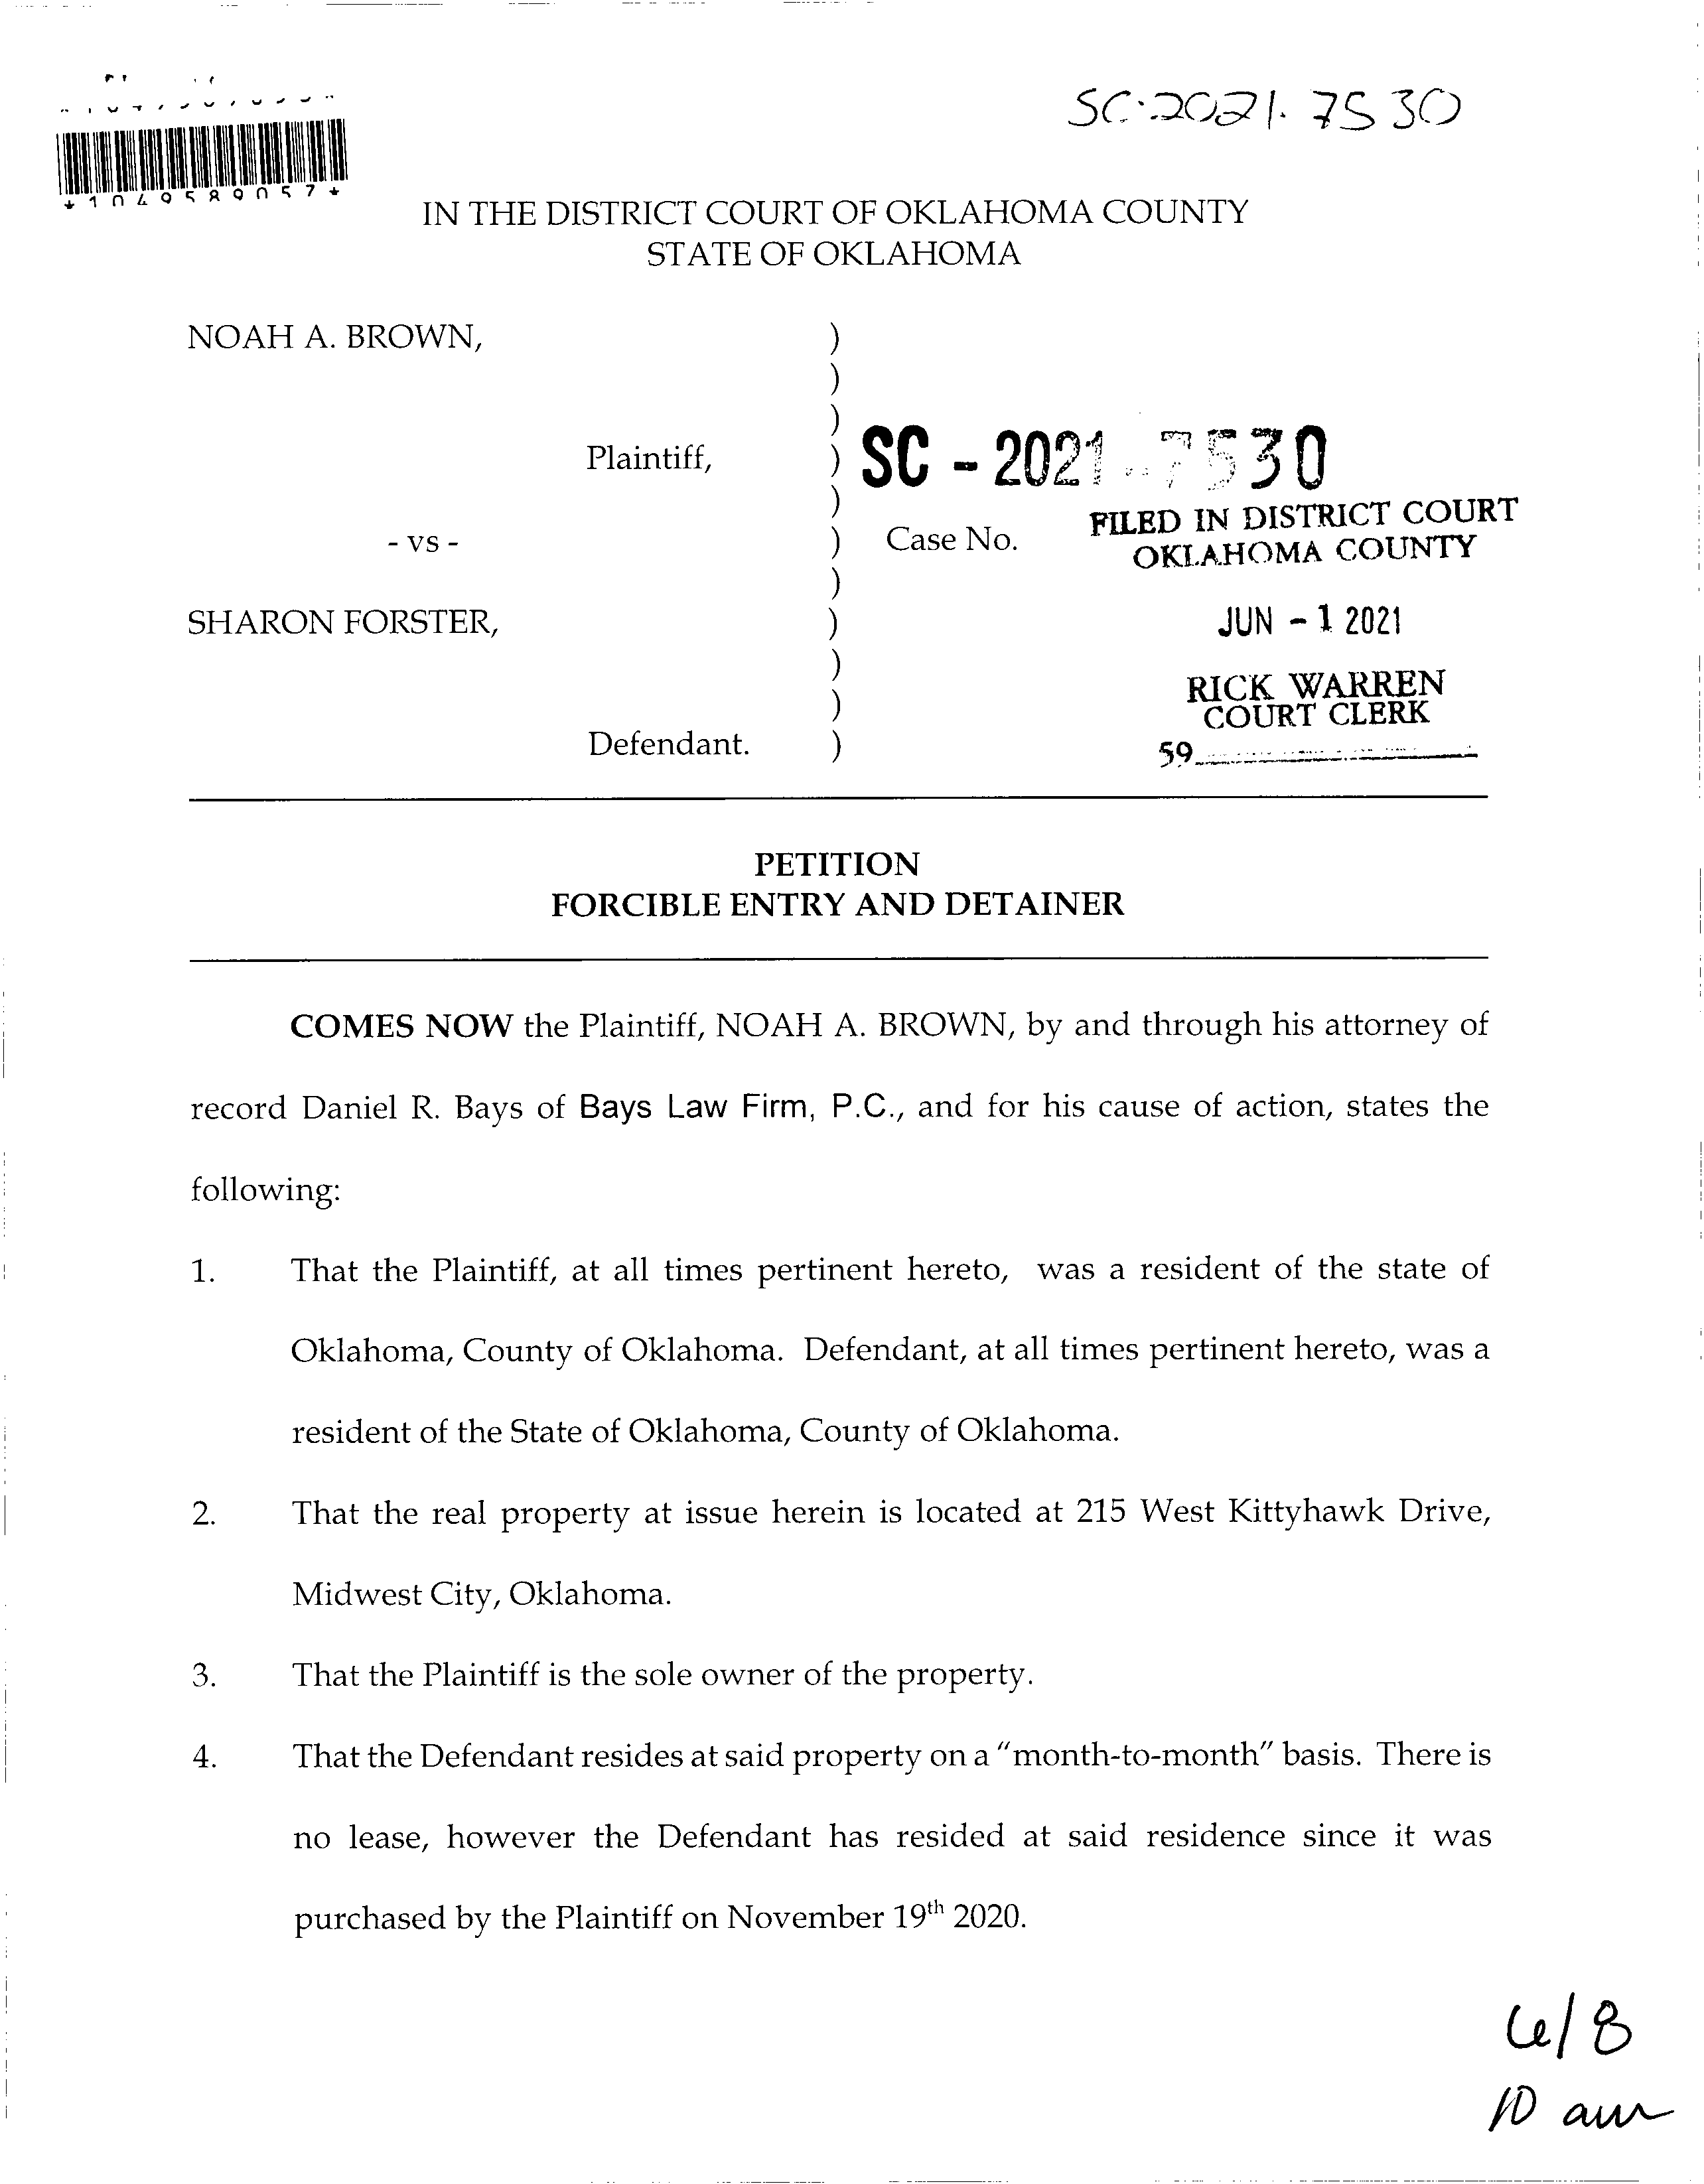 SC-2021-7530
*1049589057*
IN THE DISTRICT COURT OF OKLAHOMA COUNTY
STATE OF OKLAHOMA
NOAH A. BROWN, )
)
)
Plaintiff, ) SC - 2021 - 7530
)
- vs - ) Case No.
FILED IN DISTRICT COURT
OKLAHOMA COUNTY
)
SHARON FORSTER, ) JUN - 1 2021
)
RICK WARREN
) COURT CLERK
Defendant. ) 59
PETITION
FORCIBLE ENTRY AND DETAINER
COMES NOW the Plaintiff, NOAH A. BROWN, by and through his attorney of
record Daniel R. Bays of Bays Law Firm, P.C., and for his cause of action, states the
following:
1. That the Plaintiff, at all times pertinent hereto, was a resident of the state of
Oklahoma, County of Oklahoma. Defendant, at all times pertinent hereto, was a
resident of the State of Oklahoma, County of Oklahoma.
2. That the real property at issue herein is located at 215 West Kittyhawk Drive,
Midwest City, Oklahoma.
3. That the Plaintiff is the sole owner of the property.
4. That the Defendant resides at said property on a "month-to-month" basis. There is
no lease, however the Defendant has resided at said residence since it was
purchased by the Plaintiff on November 19th 2020.
6/8
10 am